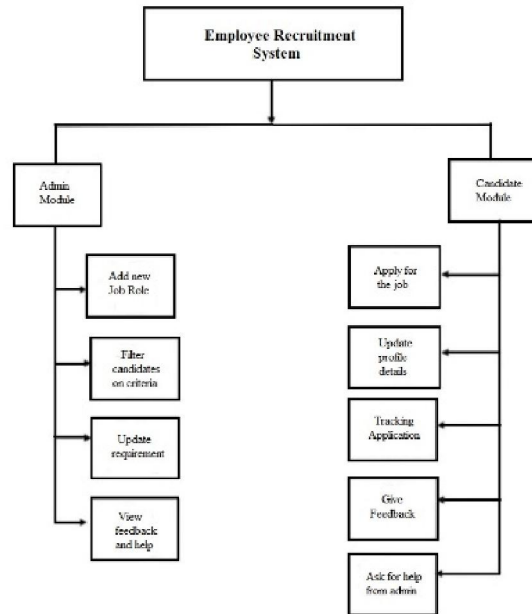 Employee Recruitment
System
Admin
Module
Candidate
Module
Add new
Job Role
Filter
candidates
on criteria
Update
requirement
View
feedback
and help
Apply for
the job
Update
profile
details
Tracking
Application
Give
Feedback
Ask for help
from admin